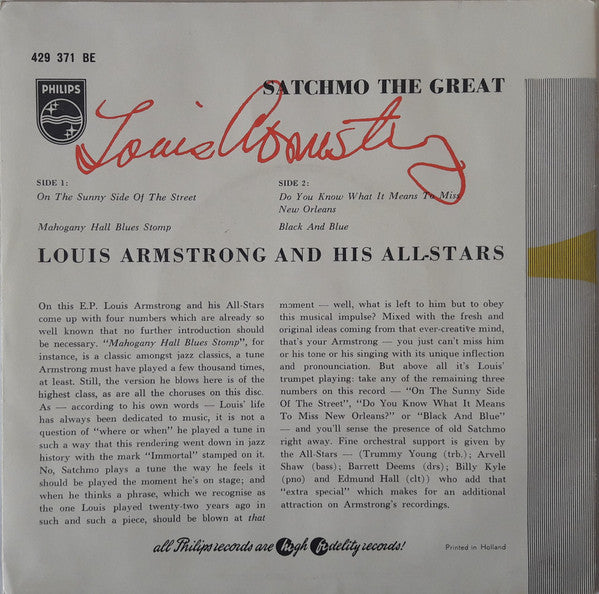 429 371 BE
PHILIPS
SATCHMO THE GREAT
Louis Armstrong
SIDE 1:
On The Sunny Side Of The Street
Mahogany Hall Blues Stomp
SIDE 2:
Do You Know What It Means To Miss
New Orleans
Black And Blue
LOUIS ARMSTRONG AND HIS ALL-STARS
On this E.P. Louis Armstrong and his All-Stars
come up with four numbers which are already so
well known that no further introduction should
be necessary. "Mahogany Hall Blues Stomp", for
instance, is a classic amongst jazz classics, a tune
Armstrong must have played a few thousand times,
at least. Still, the version he blows here is of the
highest class, as are all the choruses on this disc.
As — according to his own words — Louis' life
has always been dedicated to music, it is not a
question of "where or when" he played a tune in
such a way that this rendering went down in jazz
history with the mark "Immortal" stamped on it.
No, Satchmo plays a tune the way he feels it
should be played the moment he's on stage; and
when he thinks a phrase, which we recognise as
the one Louis played twenty-two years ago in
such and such a piece, should be blown at that
moment — well, what is left to him but to obey
this musical impulse? Mixed with the fresh and
original ideas coming from that ever-creative mind,
that's your Armstrong — you just can't miss him
or his tone or his singing with its unique inflection
and pronounciation. But above all it's Louis'
trumpet playing: take any of the remaining three
numbers on this record — "On The Sunny Side
Of The Street", "Do You Know What It Means
To Miss New Orleans?" or "Black And Blue"
— and you'll sense the presence of old Satchmo
right away. Fine orchestral support is given by
the All-Stars — (Trummy Young (trb.); Arvell
Shaw (bass); Barrett Deems (drs); Billy Kyle
(pno) and Edmund Hall (clt)) who add that
"extra special" which makes for an additional
attraction on Armstrong's recordings.
all Philips records are high fidelity records!
Printed in Holland